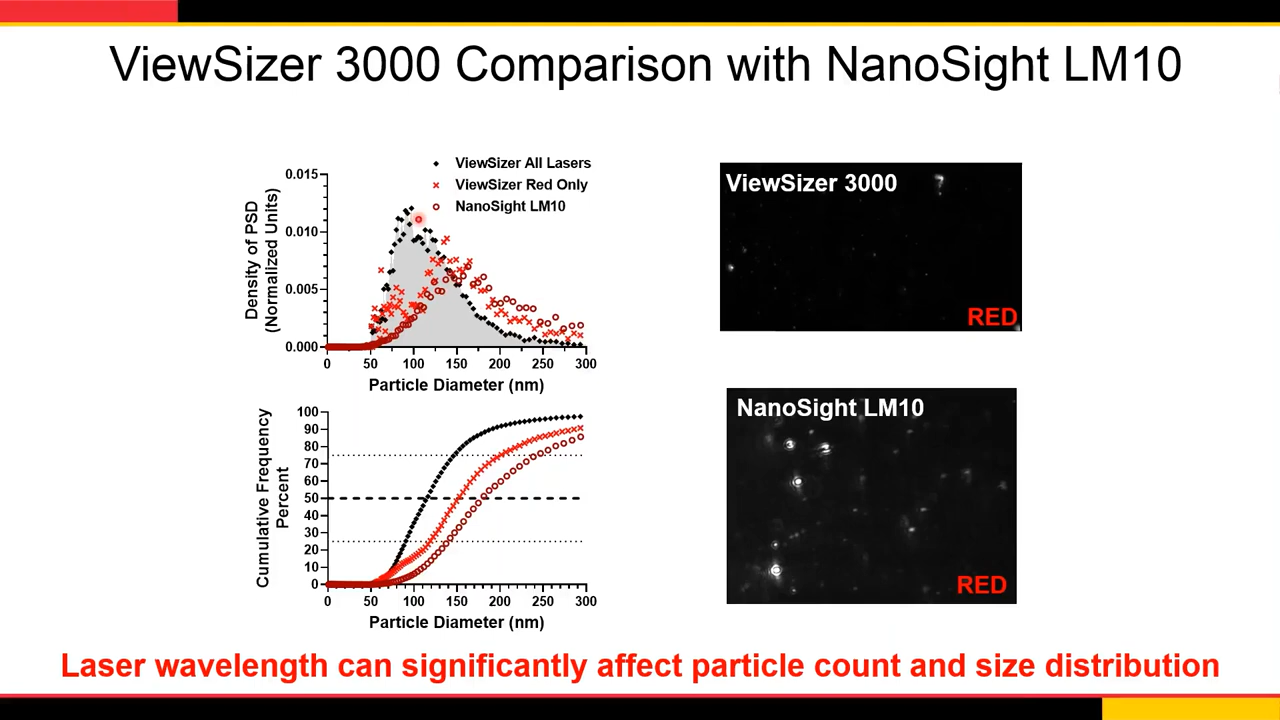 ViewSizer 3000 Comparison with NanoSight LM10
ViewSizer All Lasers
ViewSizer Red Only
NanoSight LM10
Density of PSD
(Normalized Units)
0.015
0.010
0.005
0.000
0 50 100 150 200 250 300
Particle Diameter (nm)
Cumulative Frequency
Percent
100
90
80
70
60
50
40
30
20
10
0
0 50 100 150 200 250 300
Particle Diameter (nm)
ViewSizer 3000
RED
NanoSight LM10
RED
Laser wavelength can significantly affect particle count and size distribution